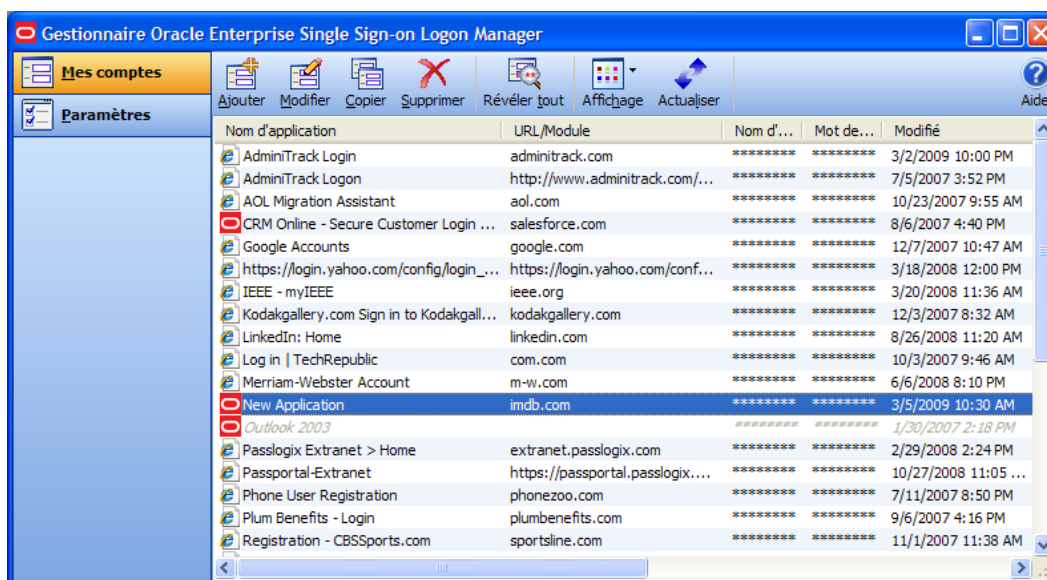 Gestionnaire Oracle Enterprise Single Sign-on Logon Manager
Mes comptes
Paramètres
Ajouter Modifier Copier Supprimer Révéler tout Affichage Actualiser Aide
Nom d'application URL/Module Nom d'... Mot de... Modifié
AdminiTrack Login adminitrack.com ******** ******** 3/2/2009 10:00 PM
AdminiTrack Logon http://www.adminitrack.com/... ******** ******** 7/5/2007 3:52 PM
AOL Migration Assistant aol.com ******** ******** 10/23/2007 9:55 AM
CRM Online - Secure Customer Login ... salesforce.com ******** ******** 8/6/2007 4:40 PM
Google Accounts google.com ******** ******** 12/7/2007 10:47 AM
https://login.yahoo.com/config/login_... https://login.yahoo.com/conf... ******** ******** 3/18/2008 12:00 PM
IEEE - myIEEE ieee.org ******** ******** 3/20/2008 11:36 AM
Kodakgallery.com Sign in to Kodakgall... kodakgallery.com ******** ******** 12/3/2007 8:32 AM
LinkedIn: Home linkedin.com ******** ******** 8/26/2008 11:20 AM
Log in | TechRepublic com.com ******** ******** 10/3/2007 9:46 AM
Merriam-Webster Account m-w.com ******** ******** 6/6/2008 8:10 PM
New Application imdb.com ******** ******** 3/5/2009 10:30 AM
Outlook 2003 ******** ******** 1/30/2007 2:18 PM
Passlogix Extranet > Home extranet.passlogix.com ******** ******** 2/29/2008 2:24 PM
Passportal-Extranet https://passportal.passlogix.... ******** ******** 10/27/2008 11:05 ...
Phone User Registration phonezoo.com ******** ******** 7/11/2007 8:50 PM
Plum Benefits - Login plumbenefits.com ******** ******** 9/6/2007 4:16 PM
Registration - CBSSports.com sportsline.com ******** ******** 11/1/2007 11:38 AM